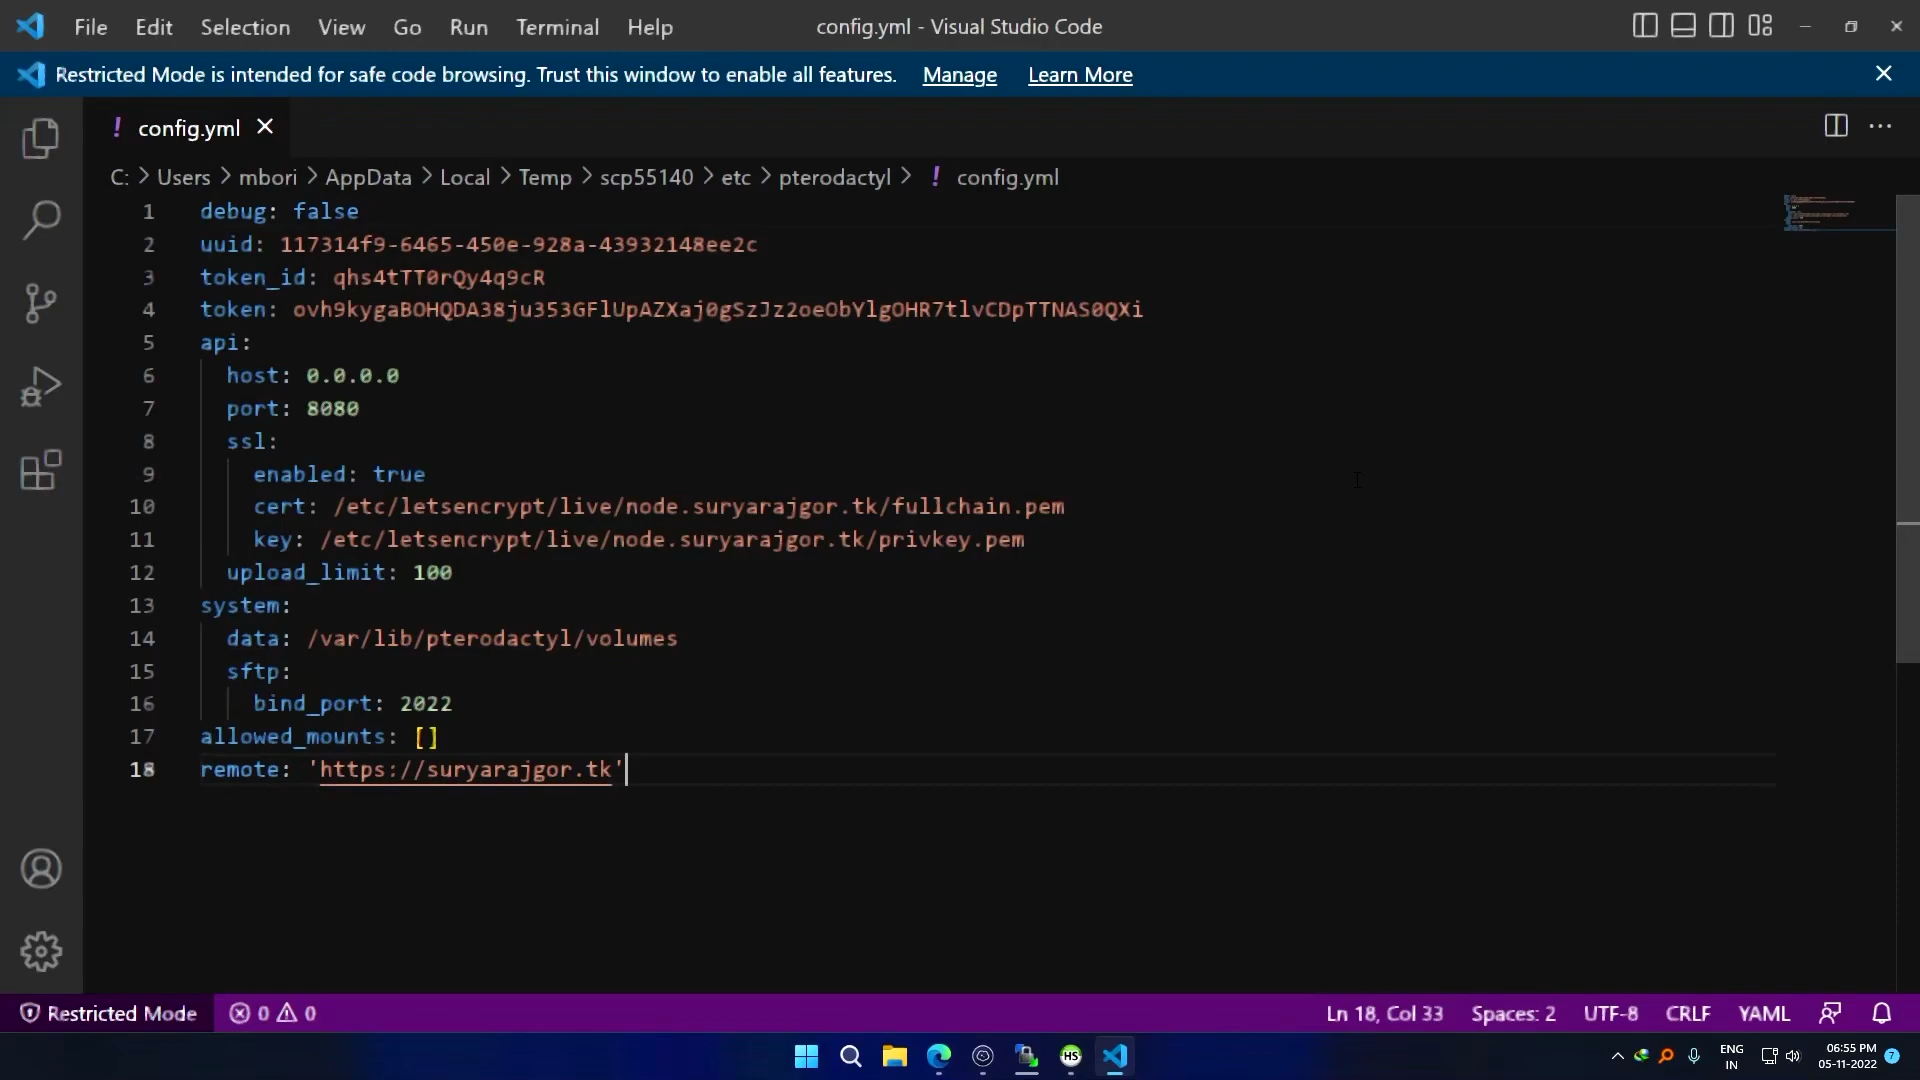 File Edit Selection View Go Run Terminal Help config.yml - Visual Studio Code
Restricted Mode is intended for safe code browsing. Trust this window to enable all features. Manage Learn More
! config.yml
C: > Users > mbori > AppData > Local > Temp > scp55140 > etc > pterodactyl > ! config.yml
1 debug: false
2 uuid: 117314f9-6465-450e-928a-43932148ee2c
3 token_id: qhs4tTT0rQy4q9cR
4 token: ovh9kygaBOHQDA38ju353GFlUpAZXaj0gSzJz2oeObYlgOHR7tlvCDpTTNAS0QXi
5 api:
6 host: 0.0.0.0
7 port: 8080
8 ssl:
9 enabled: true
10 cert: /etc/letsencrypt/live/node.suryarajgor.tk/fullchain.pem
11 key: /etc/letsencrypt/live/node.suryarajgor.tk/privkey.pem
12 upload_limit: 100
13 system:
14 data: /var/lib/pterodactyl/volumes
15 sftp:
16 bind_port: 2022
17 allowed_mounts: []
18 remote: 'https://suryarajgor.tk'
Restricted Mode 0 0 Ln 18, Col 33 Spaces: 2 UTF-8 CRLF YAML
HS ENG 06:55 PM
IN 05-11-2022 7